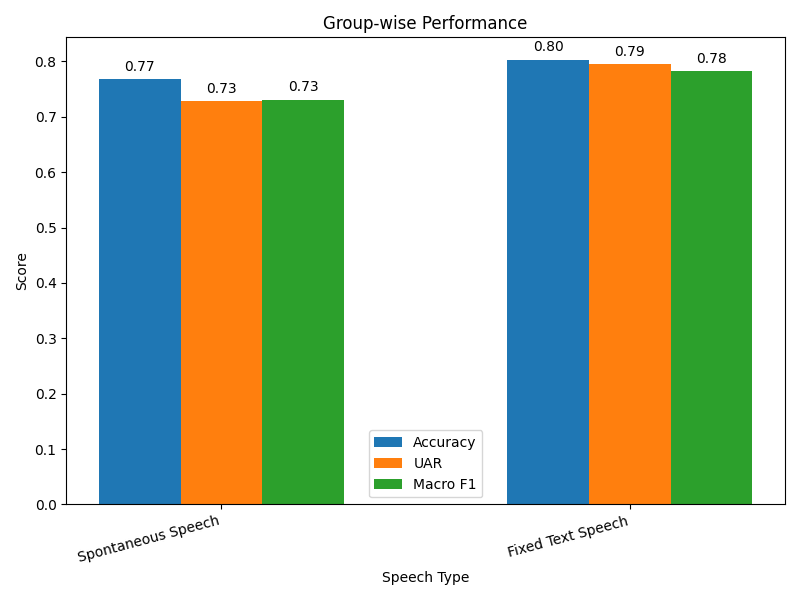 Group-wise Performance
0.77
0.73
0.73
0.80
0.79
0.78
Score
0.8
0.7
0.6
0.5
0.4
0.3
0.2
0.1
0.0
Accuracy
UAR
Macro F1
Spontaneous Speech
Fixed Text Speech
Speech Type